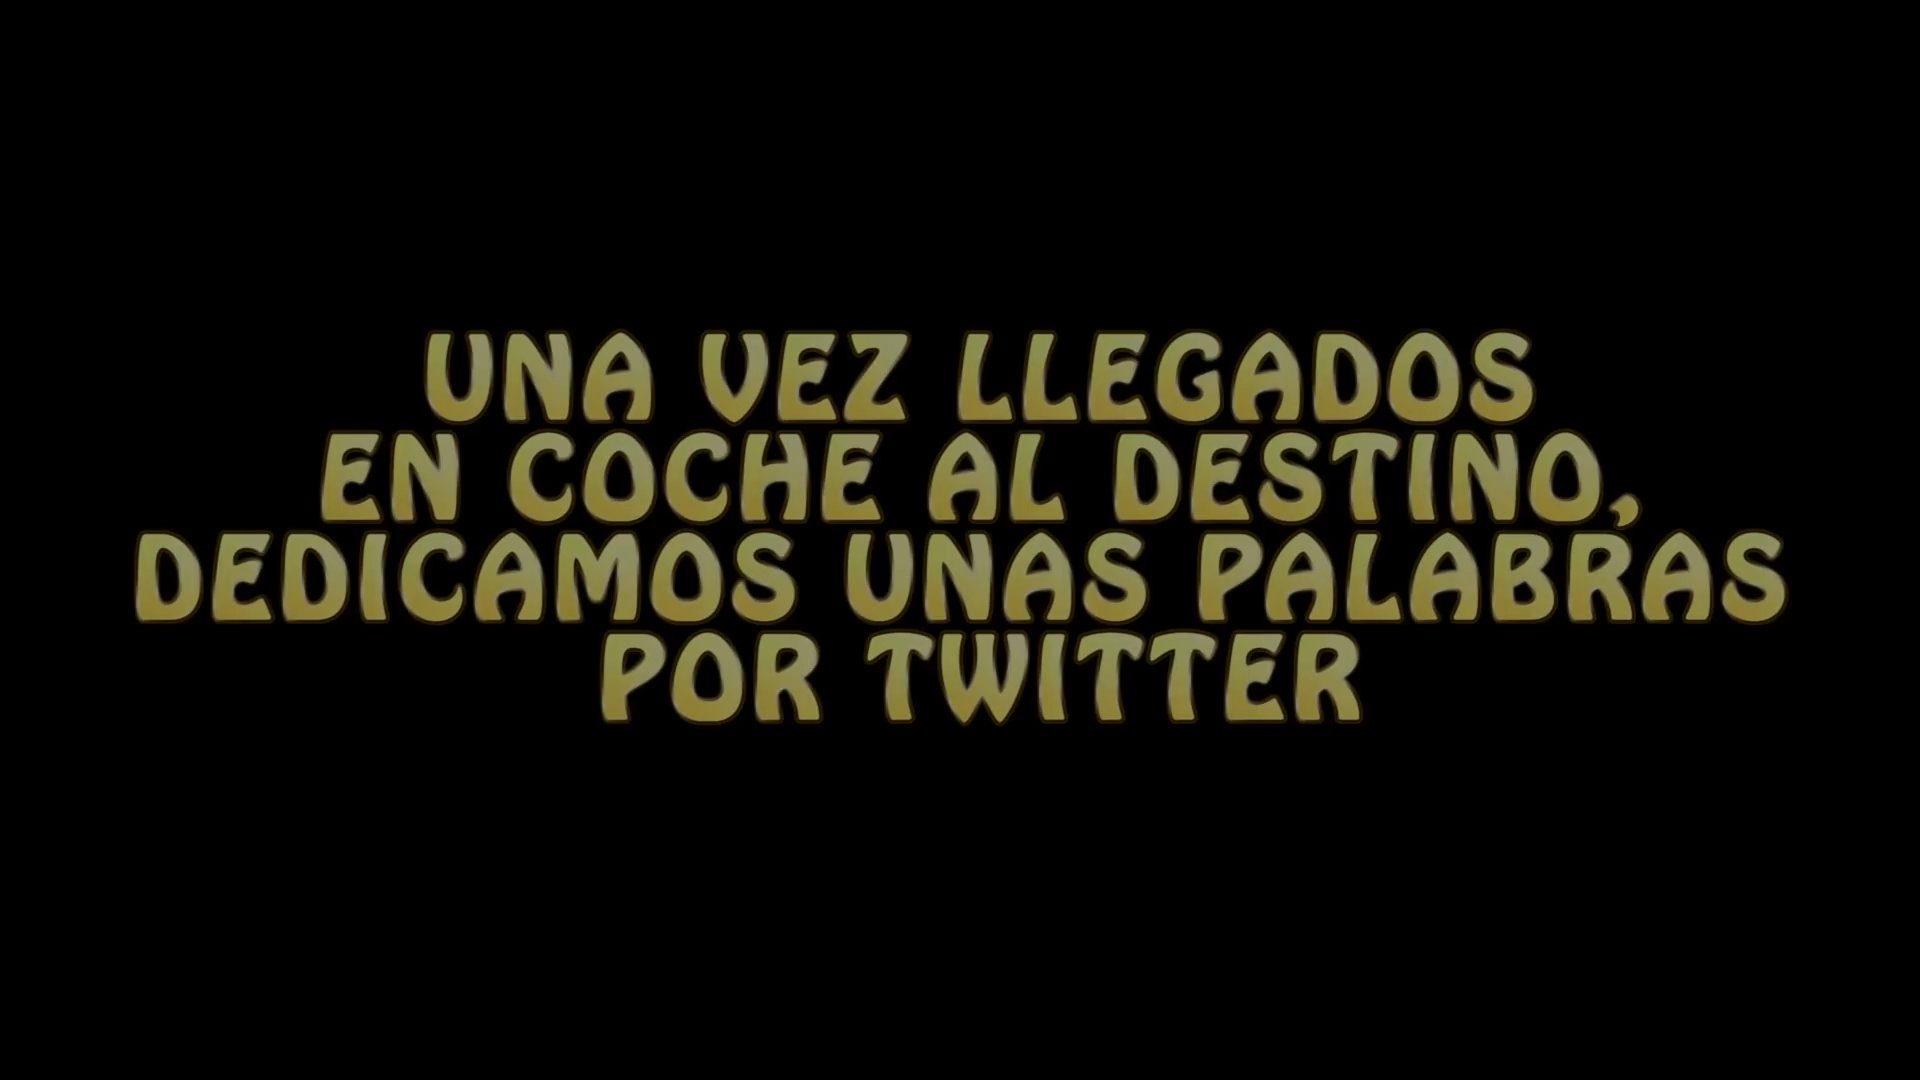 UNA VEZ LLEGADOS
EN COCHE AL DESTINO,
DEDICAMOS UNAS PALABRAS
POR TWITTER